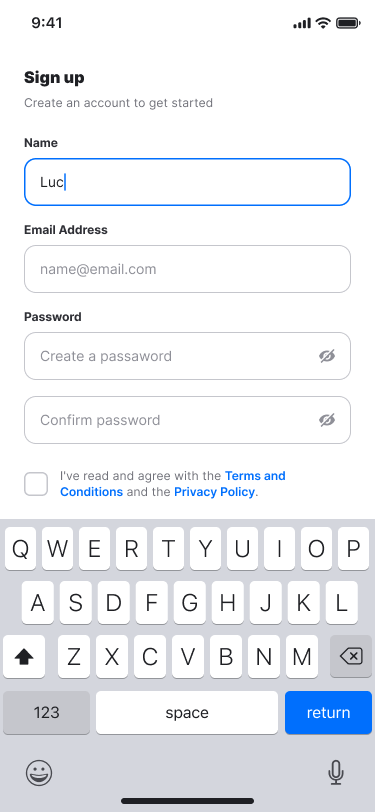 9:41
Sign up
Create an account to get started
Name
Luc
Email Address
name@email.com
Password
Create a passaword
Confirm password
I've read and agree with the Terms and
Conditions and the Privacy Policy.
Q W E R T Y U I O P
A S D F G H J K L
Z X C V B N M
123 space return